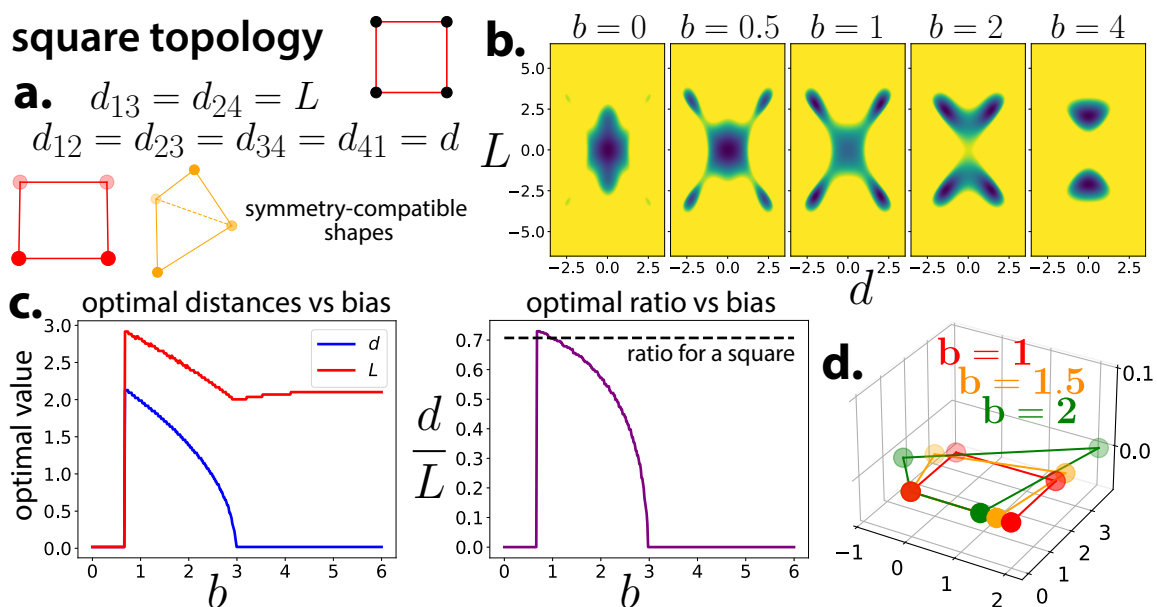 square topology
a.
d₁₃ = d₂₄ = L
d₁₂ = d₂₃ = d₃₄ = d₄₁ = d
symmetry-compatible
shapes
b.
b = 0 b = 0.5 b = 1 b = 2 b = 4
L
5.0
2.5
0.0
−2.5
−5.0
−2.5 0.0 2.5 −2.5 0.0 2.5 −2.5 0.0 2.5 −2.5 0.0 2.5 −2.5 0.0 2.5
d
c.
optimal distances vs bias
optimal value
3.0
2.5
2.0
1.5
1.0
0.5
0.0
d
L
0 1 2 3 4 5 6
b
optimal ratio vs bias
d/L
0.7
0.6
0.5
0.4
0.3
0.2
0.1
0.0
ratio for a square
0 1 2 3 4 5 6
b
d.
b = 1
b = 1.5
b = 2
0.1
0.0
−1 0 1 2
0 1 2 3